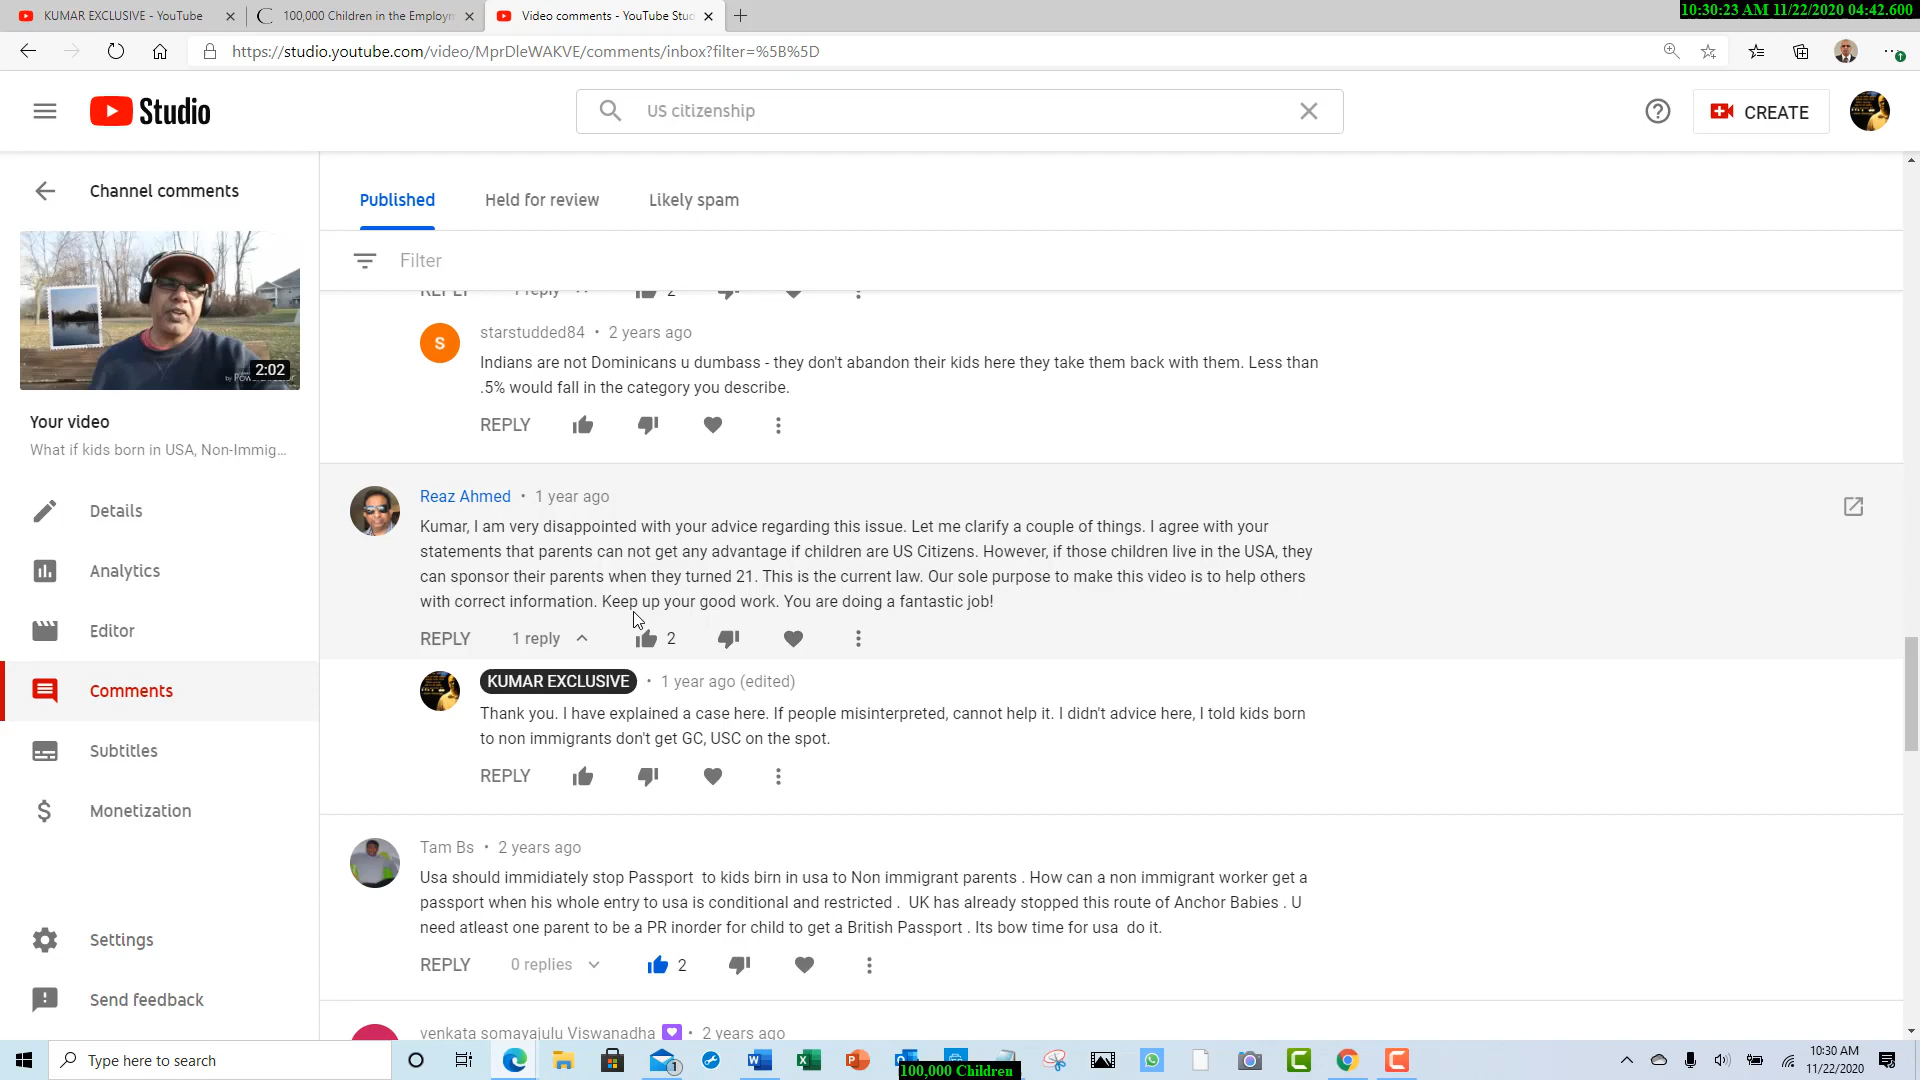 KUMAR EXCLUSIVE - YouTube
100,000 Children in the Employm
Video comments - YouTube Stud
10:30:23 AM 11/22/2020 04:42.600
https://studio.youtube.com/video/MprDleWAKVE/comments/inbox?filter=%5B%5D
Studio
US citizenship
CREATE
Channel comments
Published
Held for review
Likely spam
Filter
2:02
Your video
What if kids born in USA, Non-Immig...
Details
Analytics
Editor
Comments
Subtitles
Monetization
Settings
Send feedback
REPLY 1 reply 2
S
starstudded84 • 2 years ago
Indians are not Dominicans u dumbass - they don't abandon their kids here they take them back with them. Less than
.5% would fall in the category you describe.
REPLY
Reaz Ahmed • 1 year ago
Kumar, I am very disappointed with your advice regarding this issue. Let me clarify a couple of things. I agree with your
statements that parents can not get any advantage if children are US Citizens. However, if those children live in the USA, they
can sponsor their parents when they turned 21. This is the current law. Our sole purpose to make this video is to help others
with correct information. Keep up your good work. You are doing a fantastic job!
REPLY 1 reply 2
KUMAR EXCLUSIVE • 1 year ago (edited)
Thank you. I have explained a case here. If people misinterpreted, cannot help it. I didn't advice here, I told kids born
to non immigrants don't get GC, USC on the spot.
REPLY
Tam Bs • 2 years ago
Usa should immidiately stop Passport  to kids birn in usa to Non immigrant parents . How can a non immigrant worker get a
passport when his whole entry to usa is conditional and restricted .  UK has already stopped this route of Anchor Babies . U
need atleast one parent to be a PR inorder for child to get a British Passport . Its bow time for usa  do it.
REPLY 0 replies 2
venkata somayajulu Viswanadha • 2 years ago
Type here to search
1
100,000 Children
10:30 AM
11/22/2020